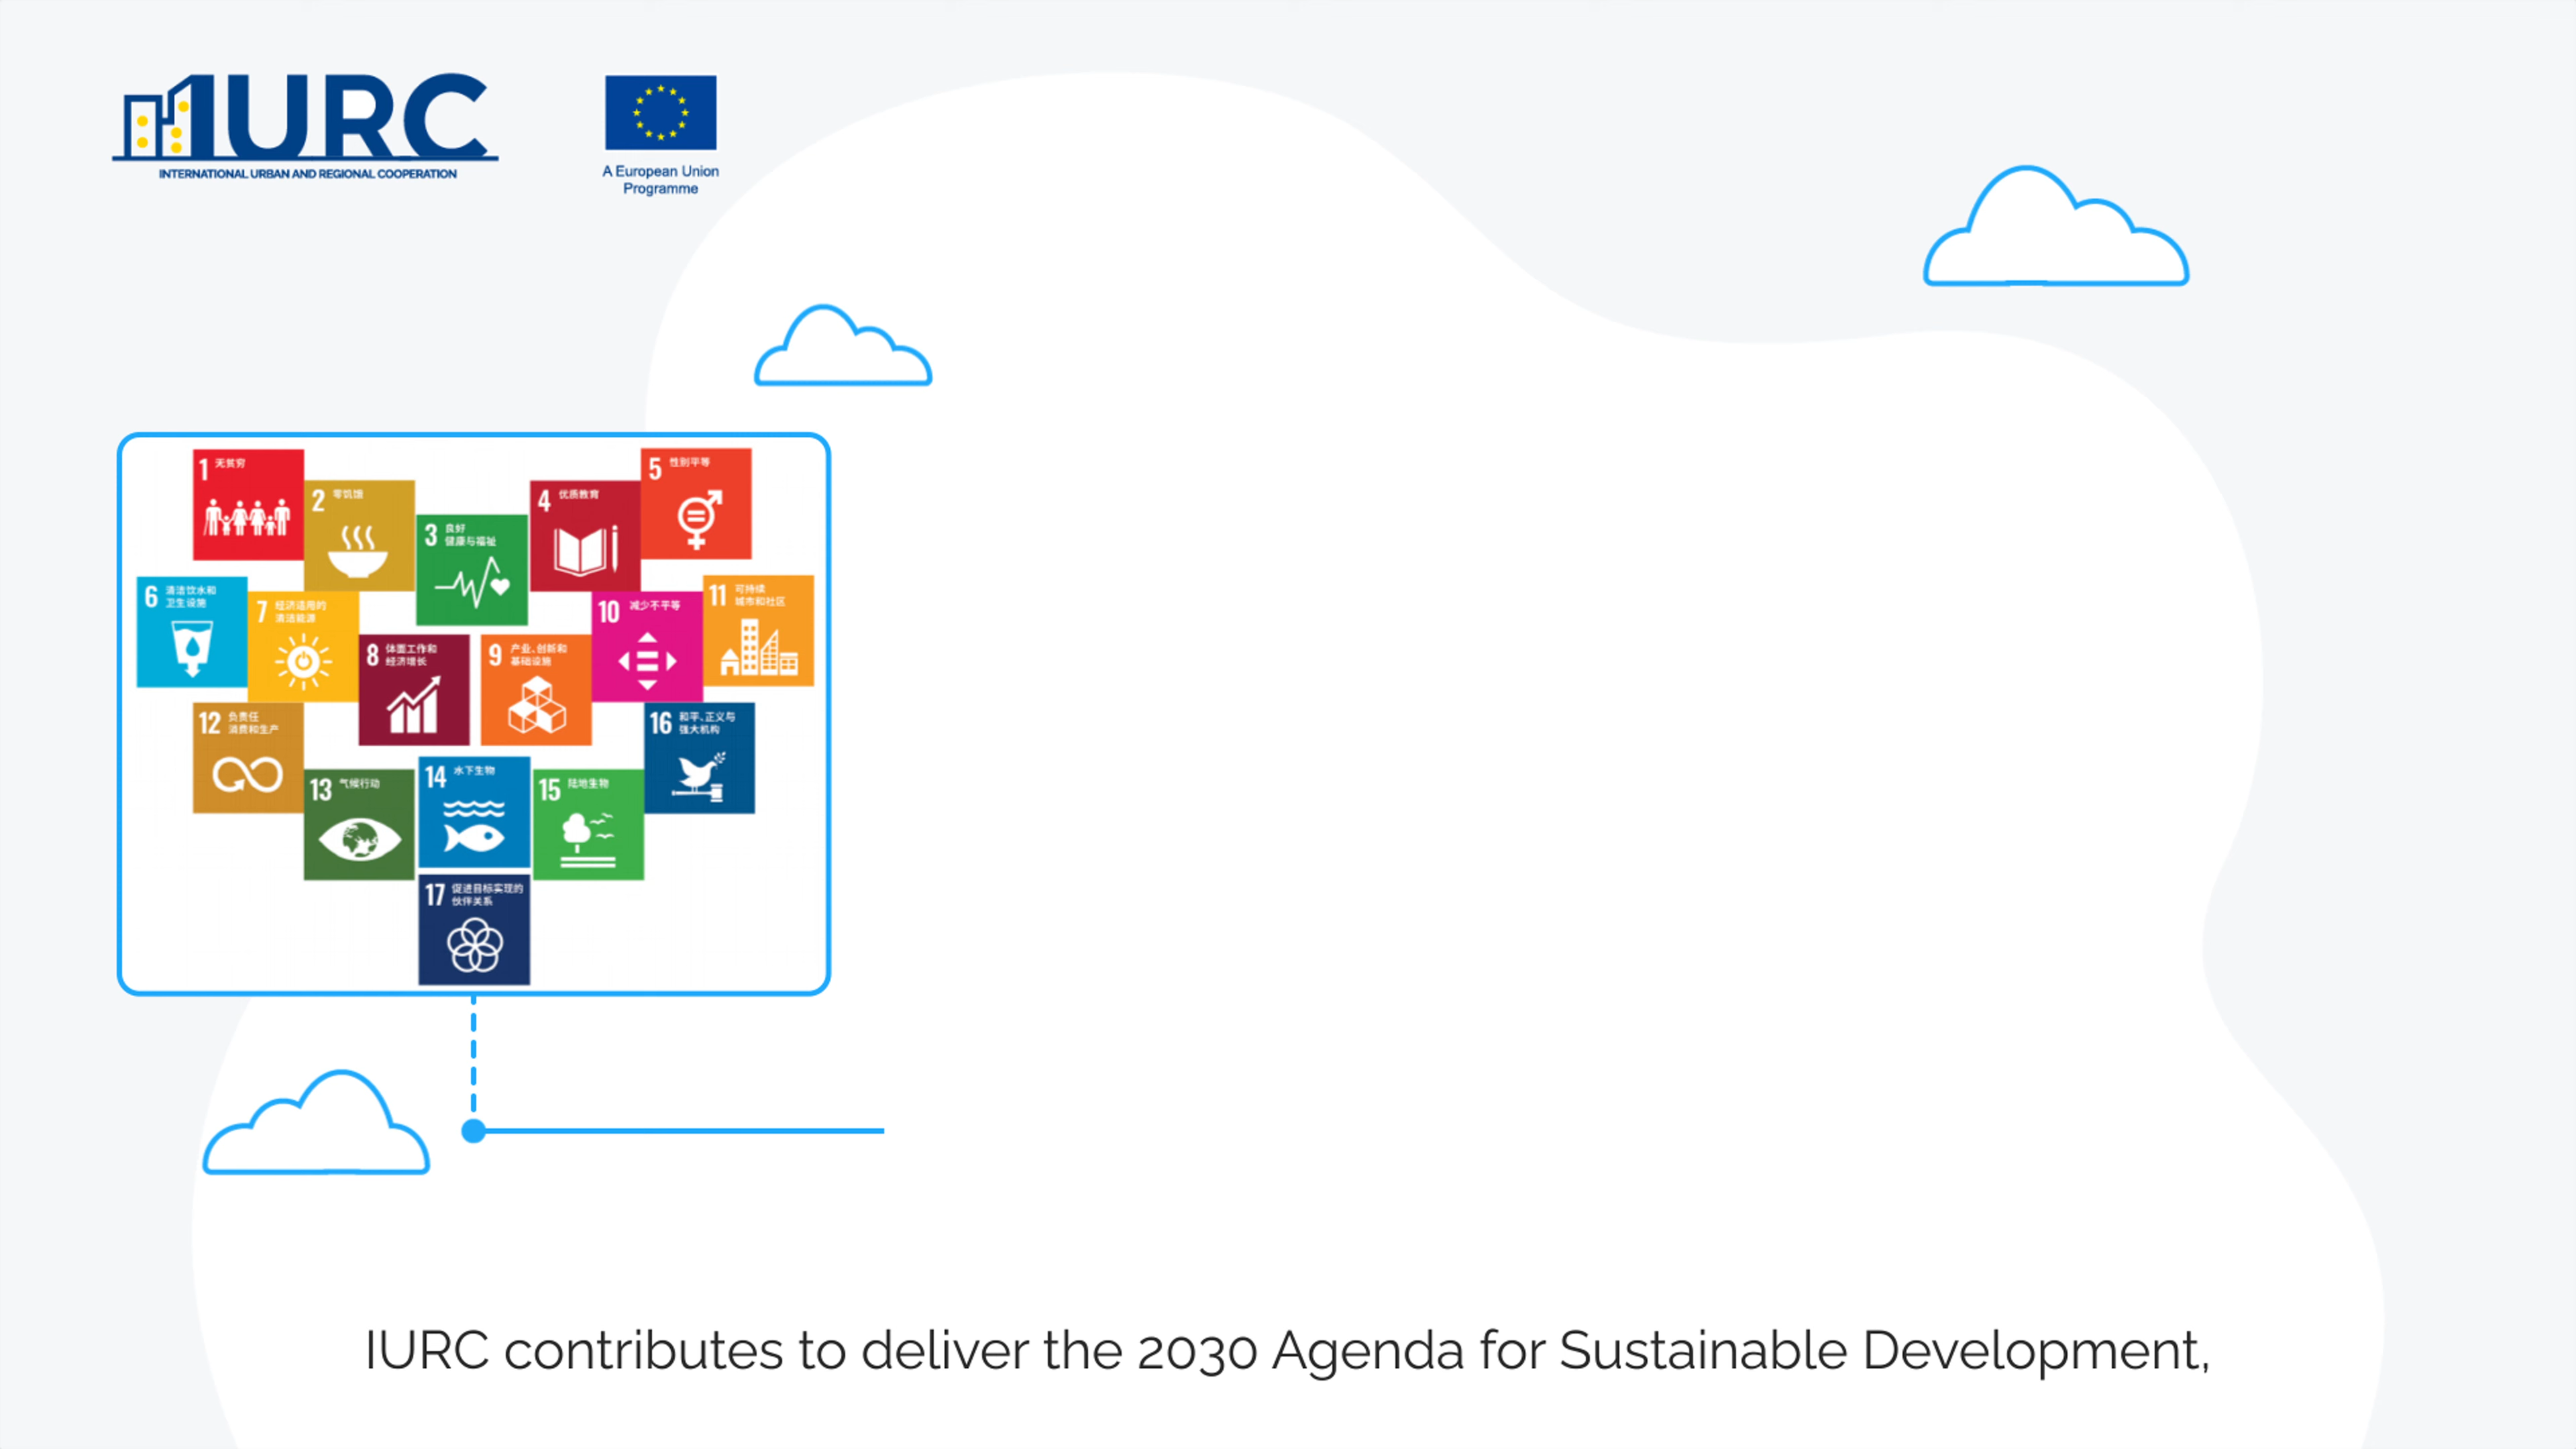 IURC
INTERNATIONAL URBAN AND REGIONAL COOPERATION
A European Union
Programme
1 无贫穷
2 零饥饿
3 良好
健康与福祉
4 优质教育
5 性别平等
6 清洁饮水和
卫生设施
7 经济适用的
清洁能源
8 体面工作和
经济增长
9 产业、创新和
基础设施
10 减少不平等
11 可持续
城市和社区
12 负责任
消费和生产
13 气候行动
14 水下生物
15 陆地生物
16 和平、正义与
强大机构
17 促进目标实现的
伙伴关系
IURC contributes to deliver the 2030 Agenda for Sustainable Development,